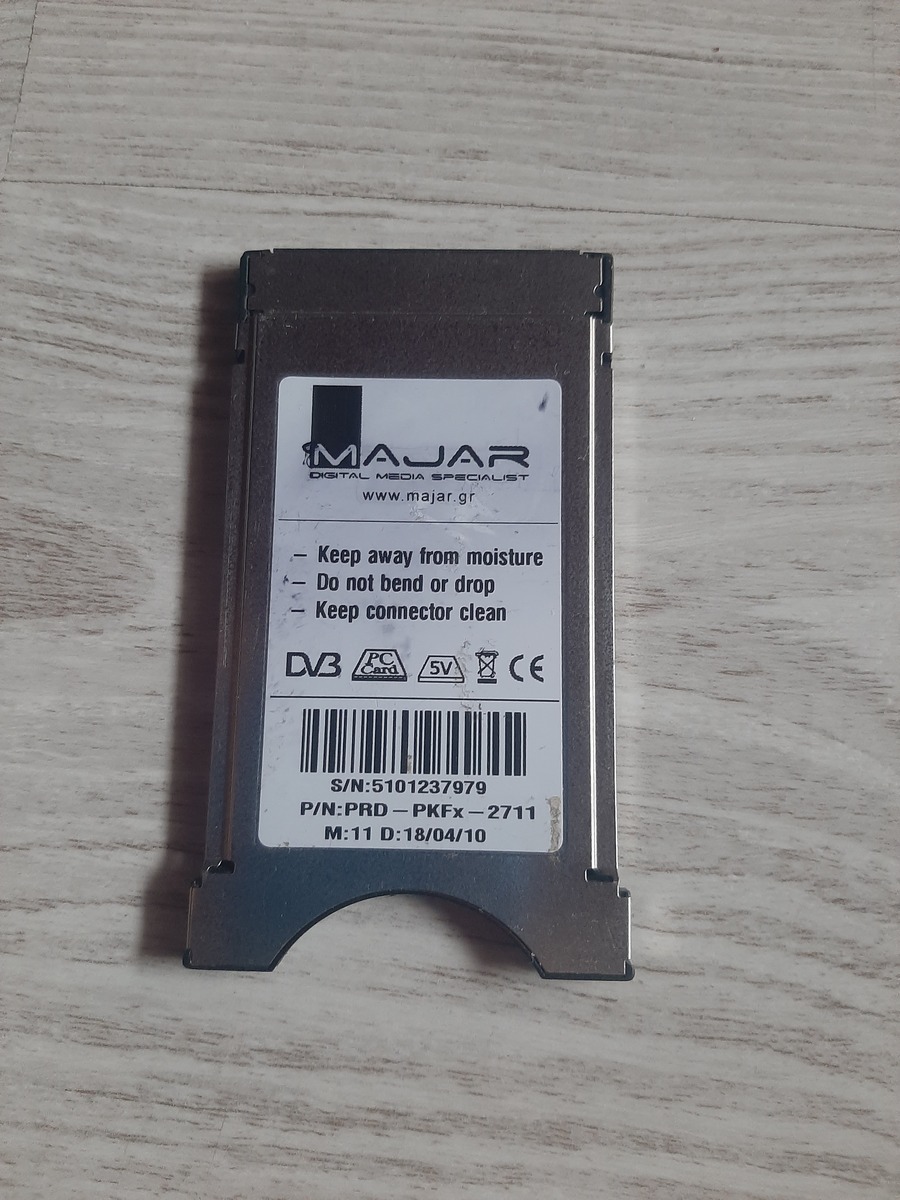 MAJAR
DIGITAL MEDIA SPECIALIST
www.majar.gr
– Keep away from moisture
– Do not bend or drop
– Keep connector clean
DVB PC Card 5V CE
S/N:5101237979
P/N:PRD–PKFx–2711
M:11 D:18/04/10